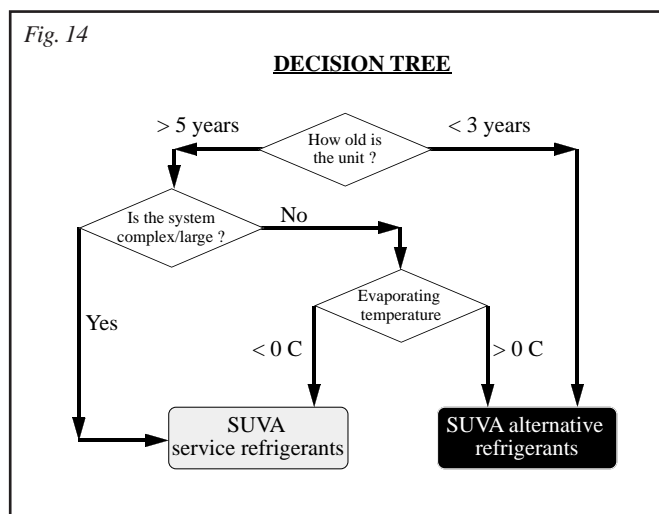 Fig. 14
DECISION TREE
> 5 years
How old is
the unit ?
< 3 years
Is the system
complex/large ?
No
Evaporating
temperature
Yes
< 0 C
> 0 C
SUVA
service refrigerants
SUVA alternative
refrigerants